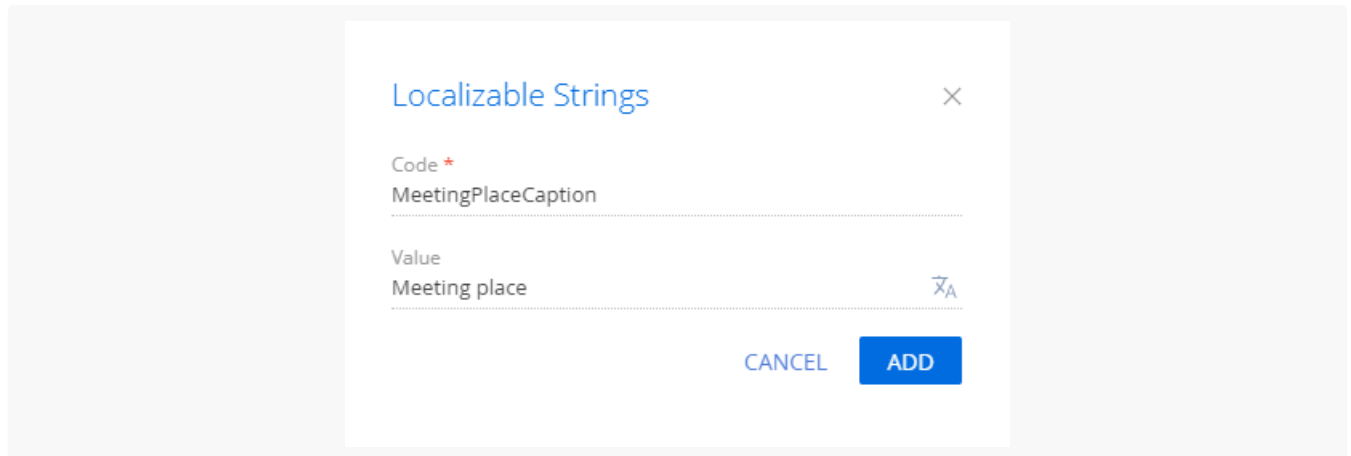 Localizable Strings
Code *
MeetingPlaceCaption
Value
Meeting place
CANCEL ADD